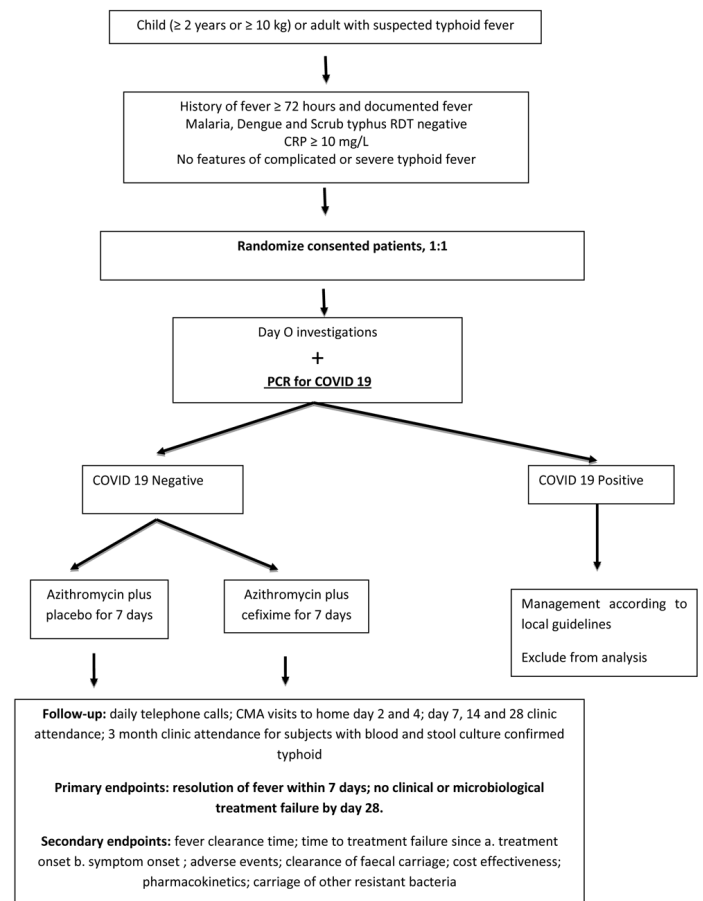 Child (≥ 2 years or ≥ 10 kg) or adult with suspected typhoid fever
History of fever ≥ 72 hours and documented fever
Malaria, Dengue and Scrub typhus RDT negative
CRP ≥ 10 mg/L
No features of complicated or severe typhoid fever
Randomize consented patients, 1:1
Day O investigations
+
PCR for COVID 19
COVID 19 Negative
COVID 19 Positive
Azithromycin plus
placebo for 7 days
Azithromycin plus
cefixime for 7 days
Management according to
local guidelines
Exclude from analysis
Follow-up: daily telephone calls; CMA visits to home day 2 and 4; day 7, 14 and 28 clinic
attendance; 3 month clinic attendance for subjects with blood and stool culture confirmed
typhoid
Primary endpoints: resolution of fever within 7 days; no clinical or microbiological
treatment failure by day 28.
Secondary endpoints: fever clearance time; time to treatment failure since a. treatment
onset b. symptom onset ; adverse events; clearance of faecal carriage; cost effectiveness;
pharmacokinetics; carriage of other resistant bacteria